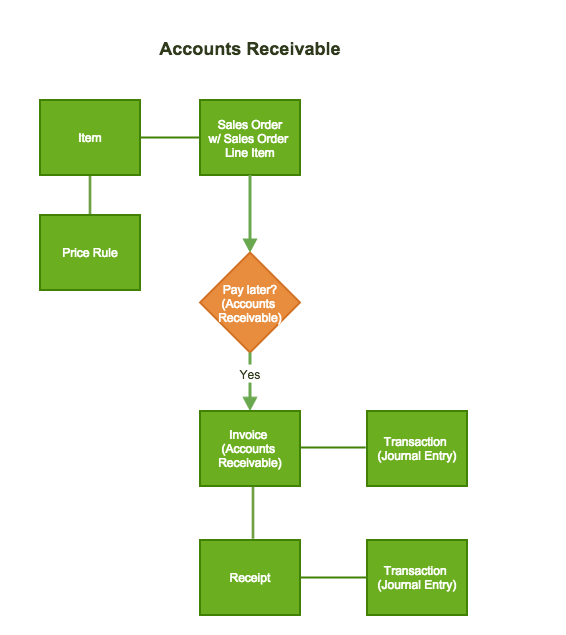 Accounts Receivable
Item
Sales Order
w/ Sales Order
Line Item
Price Rule
Pay later?
(Accounts
Receivable)
Yes
Invoice
(Accounts
Receivable)
Transaction
(Journal Entry)
Receipt
Transaction
(Journal Entry)